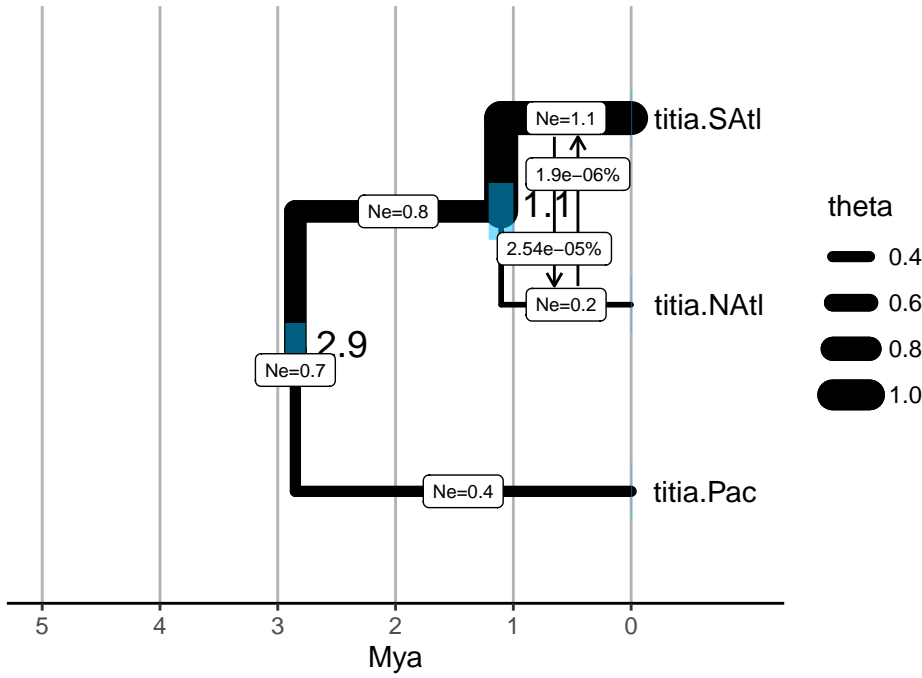 Ne=1.1
titia.SAtl
1.9e−06%
Ne=0.8
1.1
theta
2.54e−05%
0.4
Ne=0.2
titia.NAtl
0.6
2.9
0.8
Ne=0.7
1.0
Ne=0.4
titia.Pac
5 4 3 2 1 0
Mya